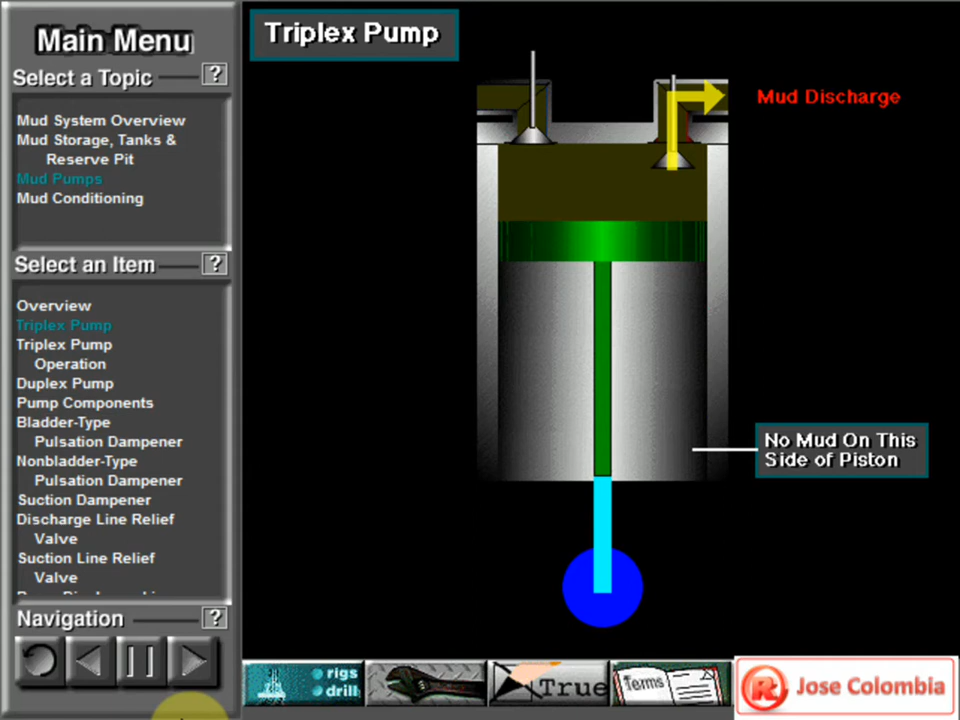 Main Menu
Select a Topic
?
Mud System Overview
Mud Storage, Tanks &
Reserve Pit
Mud Pumps
Mud Conditioning
Select an Item
?
Overview
Triplex Pump
Triplex Pump
Operation
Duplex Pump
Pump Components
Bladder-Type
Pulsation Dampener
Nonbladder-Type
Pulsation Dampener
Suction Dampener
Discharge Line Relief
Valve
Suction Line Relief
Valve
Navigation
?
Triplex Pump
Mud Discharge
No Mud On This
Side of Piston
rigs
drill
True
Terms
R Jose Colombia